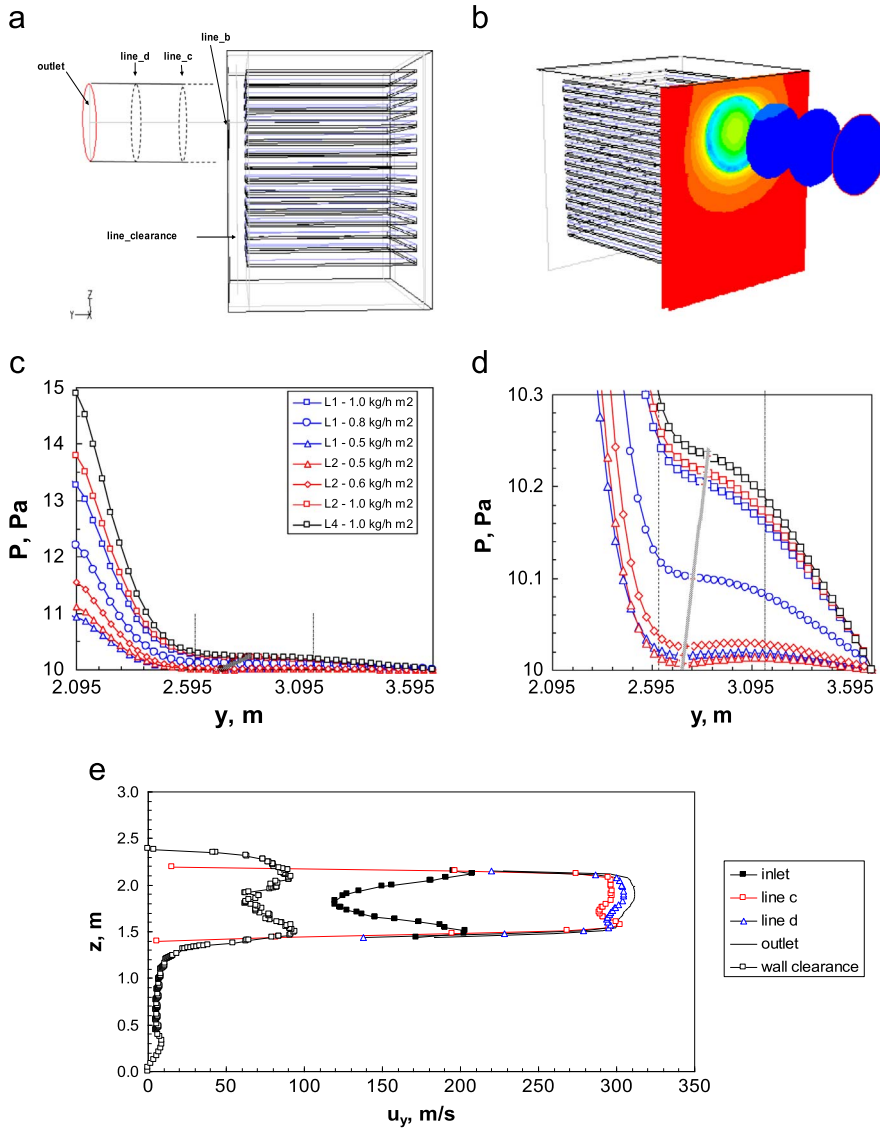 a
b
line_b
line_d
line_c
outlet
line_clearance
Z
Y
X
c
d
15
14
13
12
11
10
P, Pa
2.095
2.595
3.095
3.595
y, m
L1 - 1.0 kg/h m2
L1 - 0.8 kg/h m2
L1 - 0.5 kg/h m2
L2 - 0.5 kg/h m2
L2 - 0.6 kg/h m2
L2 - 1.0 kg/h m2
L4 - 1.0 kg/h m2
10.3
10.2
10.1
10
P, Pa
2.095
2.595
3.095
3.595
y, m
e
3.0
2.5
2.0
1.5
1.0
0.5
0.0
z, m
0
50
100
150
200
250
300
350
uy, m/s
inlet
line c
line d
outlet
wall clearance